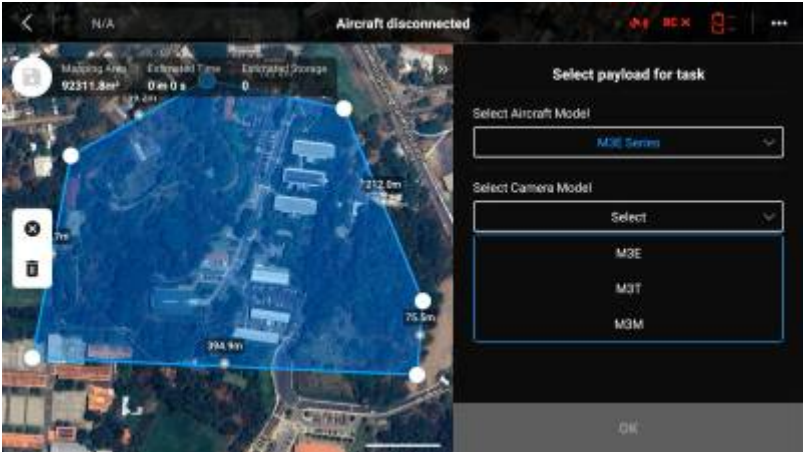 N/A
Aircraft disconnected
RC X
Mapping Area Estimated Time Estimated Storage
92311.8m² 0 m 0 s 0
Select payload for task
Select Aircraft Model
M3E Series
Select Camera Model
Select
M3E
M3T
M3M
212.0m
75.5m
394.9m
OK